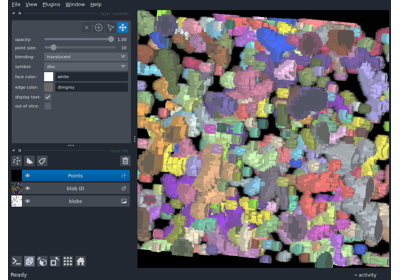 File View Plugins Window Help
opacity: 1.00
point size: 10
blending: translucent
symbol: disc
face color: white
edge color: dimgrey
display text:
out of slice:
Points
blob ID
blobs
Ready
activity